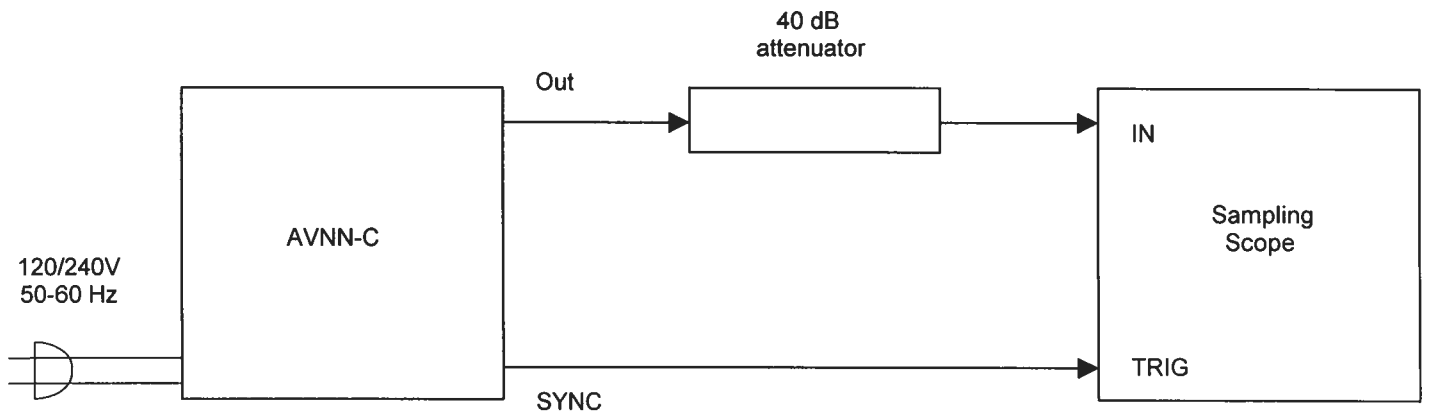 40 dB
attenuator
Out
IN
AVNN-C
Sampling
Scope
120/240V
50-60 Hz
TRIG
SYNC